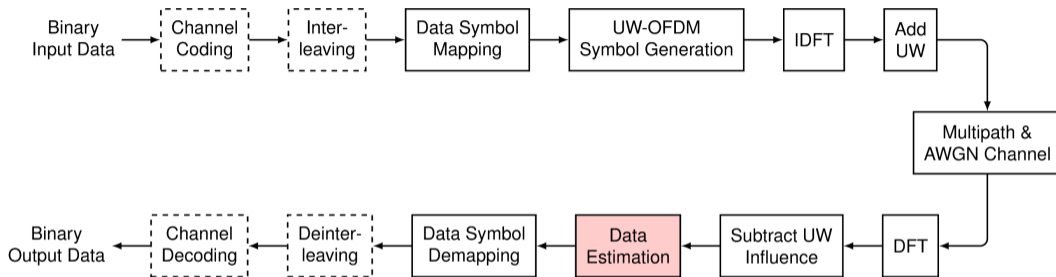 Binary
Input Data
Channel
Coding
Inter-
leaving
Data Symbol
Mapping
UW-OFDM
Symbol Generation
IDFT
Add
UW
Multipath &
AWGN Channel
Binary
Output Data
Channel
Decoding
Deinter-
leaving
Data Symbol
Demapping
Data
Estimation
Subtract UW
Influence
DFT